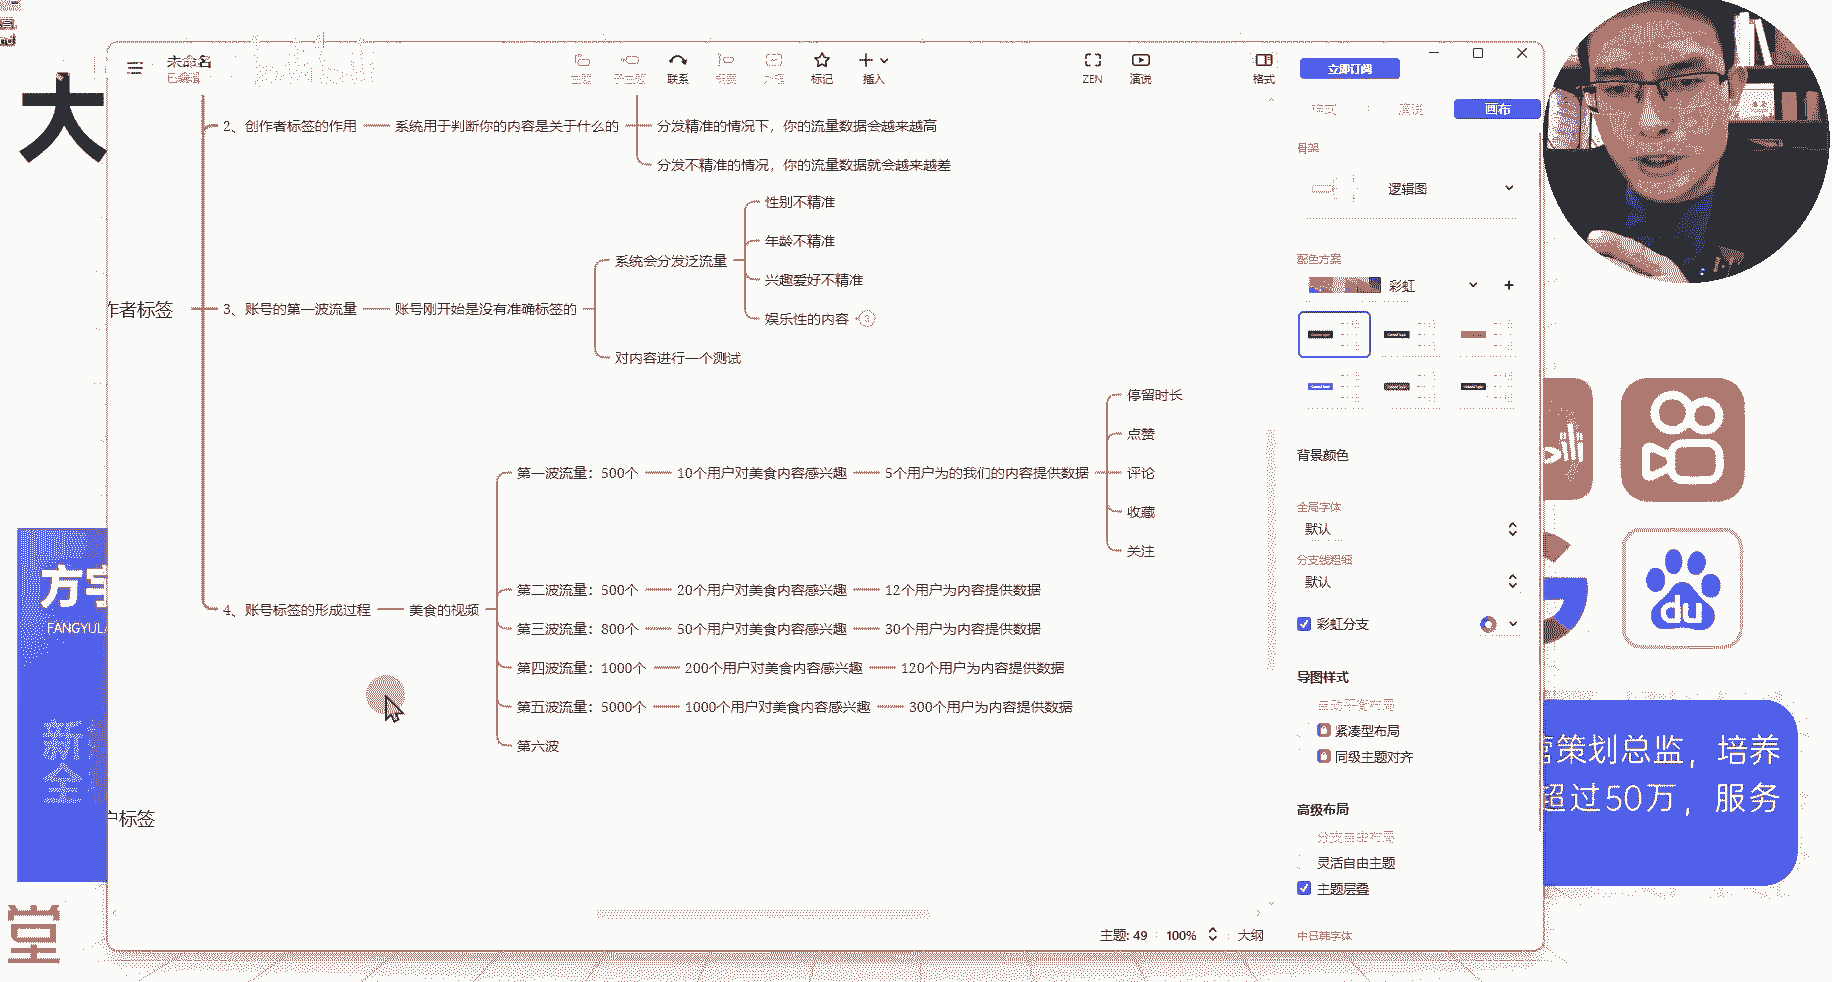 大
未命名
已编辑
联系
标记
插入
ZEN
演说
格式
立即订阅
演说
画布
2、创作者标签的作用
系统用于判断你的内容是关于什么的
分发精准的情况下，你的流量数据会越来越高
分发不精准的情况，你的流量数据就会越来越差
作者标签
3、账号的第一波流量
账号刚开始是没有准确标签的
系统会分发泛流量
性别不精准
年龄不精准
兴趣爱好不精准
娱乐性的内容
3
对内容进行一个测试
4、账号标签的形成过程
美食的视频
第一波流量：500个
10个用户对美食内容感兴趣
5个用户为的我们的内容提供数据
停留时长
点赞
评论
收藏
关注
第二波流量：500个
20个用户对美食内容感兴趣
12个用户为内容提供数据
第三波流量：800个
50个用户对美食内容感兴趣
30个用户为内容提供数据
第四波流量：1000个
200个用户对美食内容感兴趣
120个用户为内容提供数据
第五波流量：5000个
1000个用户对美食内容感兴趣
300个用户为内容提供数据
第六波
户标签
骨架
逻辑图
配色方案
彩虹
背景颜色
全局字体
默认
分支线粗细
默认
彩虹分支
导图样式
自动平衡布局
紧凑型布局
同级主题对齐
高级布局
分支自由布局
灵活自由主题
主题层叠
中日韩字体
主题: 49
100%
大纲
方宇
FANGYU
新
全
堂
du
营策划总监，培养
超过50万，服务